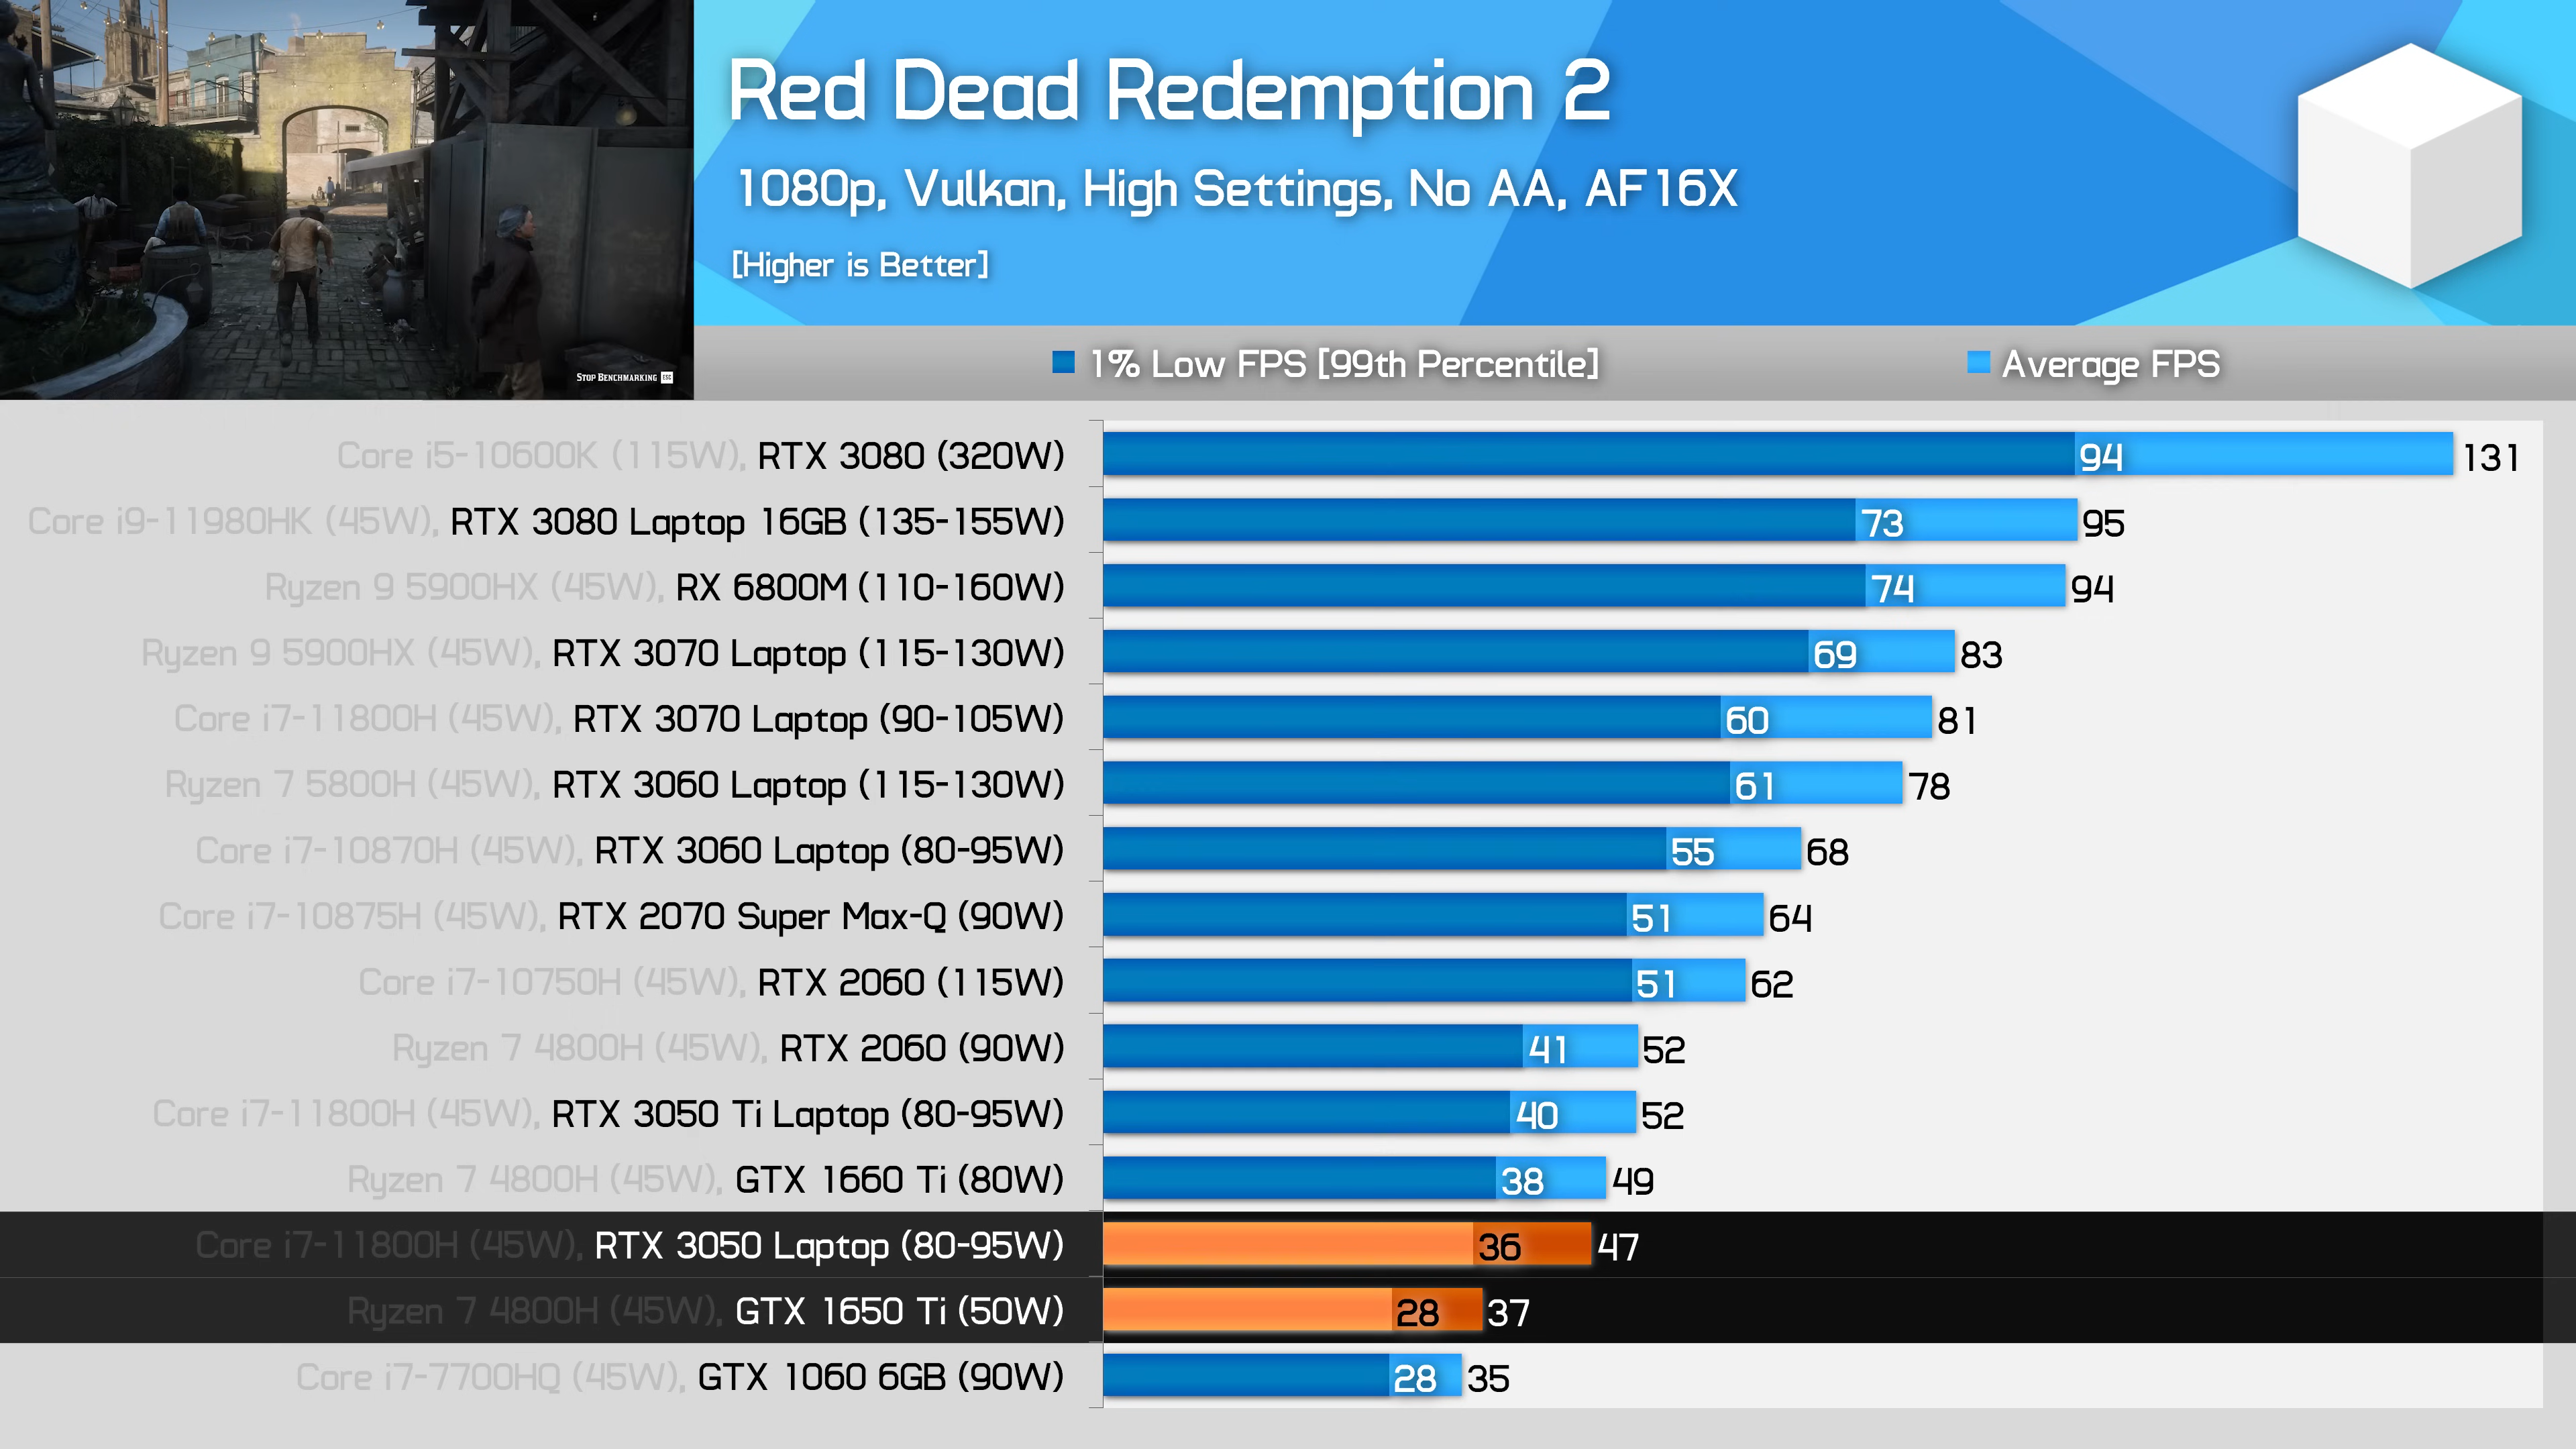 Red Dead Redemption 2
1080p, Vulkan, High Settings, No AA, AF16X
[Higher is Better]
STOP BENCHMARKING ESC
1% Low FPS [99th Percentile] Average FPS
Core i5-10600K (115W), RTX 3080 (320W) 94 131
Core i9-11980HK (45W), RTX 3080 Laptop 16GB (135-155W) 73 95
Ryzen 9 5900HX (45W), RX 6800M (110-160W) 74 94
Ryzen 9 5900HX (45W), RTX 3070 Laptop (115-130W) 69 83
Core i7-11800H (45W), RTX 3070 Laptop (90-105W) 60 81
Ryzen 7 5800H (45W), RTX 3060 Laptop (115-130W) 61 78
Core i7-10870H (45W), RTX 3060 Laptop (80-95W) 55 68
Core i7-10875H (45W), RTX 2070 Super Max-Q (90W) 51 64
Core i7-10750H (45W), RTX 2060 (115W) 51 62
Ryzen 7 4800H (45W), RTX 2060 (90W) 41 52
Core i7-11800H (45W), RTX 3050 Ti Laptop (80-95W) 40 52
Ryzen 7 4800H (45W), GTX 1660 Ti (80W) 38 49
Core i7-11800H (45W), RTX 3050 Laptop (80-95W) 36 47
Ryzen 7 4800H (45W), GTX 1650 Ti (50W) 28 37
Core i7-7700HQ (45W), GTX 1060 6GB (90W) 28 35